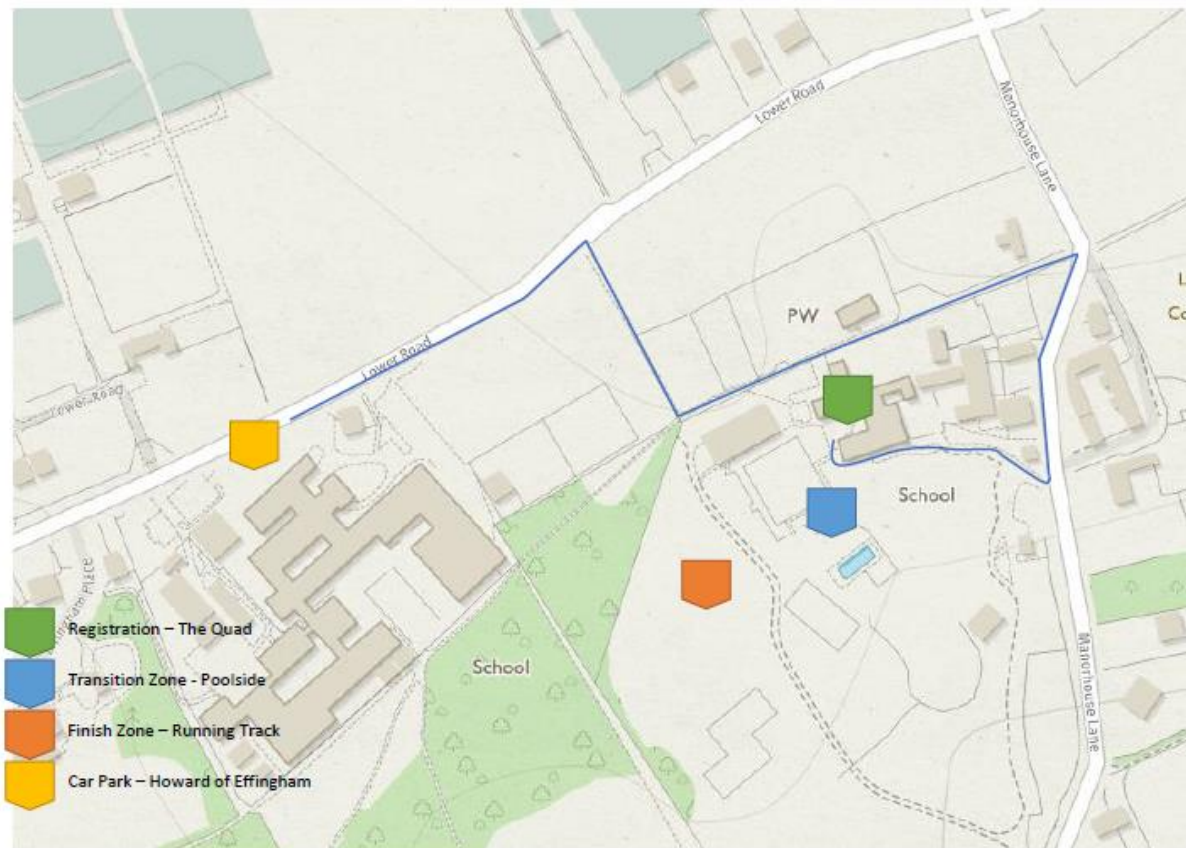 Lower Road
Manorhouse Lane
PW
Lower Road
Lower Road
School
School
Place
Manorhouse Lane
Registration – The Quad
Transition Zone - Poolside
Finish Zone – Running Track
Car Park – Howard of Effingham